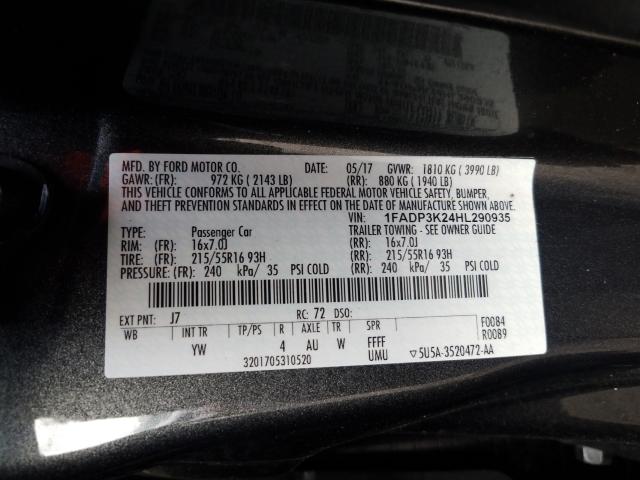 MFD. BY FORD MOTOR CO. DATE: 05/17 GVWR: 1810 KG ( 3990 LB)
GAWR: (FR): 972 KG ( 2143 LB) (RR): 880 KG ( 1940 LB)
THIS VEHICLE CONFORMS TO ALL APPLICABLE FEDERAL MOTOR VEHICLE SAFETY, BUMPER,
AND THEFT PREVENTION STANDARDS IN EFFECT ON THE DATE OF MANUFACTURE SHOWN ABOVE.
VIN: 1FADP3K24HL290935
TYPE: Passenger Car TRAILER TOWING - SEE OWNER GUIDE
RIM: (FR): 16x7.0J (RR): 16x7.0J
TIRE: (FR): 215/55R16 93H (RR): 215/55R16 93H
PRESSURE: (FR): 240 kPa/ 35 PSI COLD (RR): 240 kPa/ 35 PSI COLD
EXT PNT: J7 RC: 72 DSO: F0084
WB INT TR TP/PS R AXLE TR SPR R0089
YW 4 AU W FFFF
3201705310520 UMU 5U5A-3520472-AA